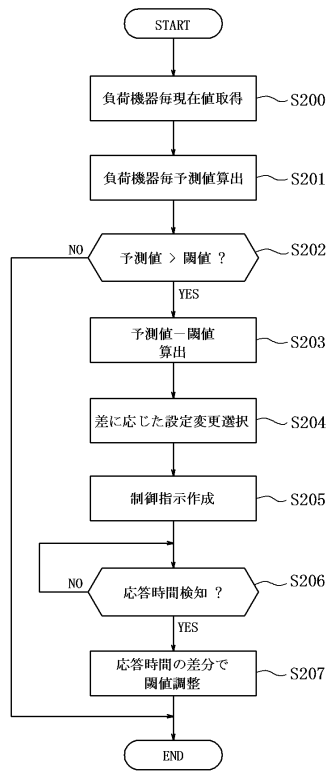 START
負荷機器毎現在値取得
S200
負荷機器毎予測値算出
S201
予測値 > 閾値 ?
S202
NO
YES
予測値－閾値
算出
S203
差に応じた設定変更選択
S204
制御指示作成
S205
応答時間検知 ?
S206
NO
YES
応答時間の差分で
閾値調整
S207
END